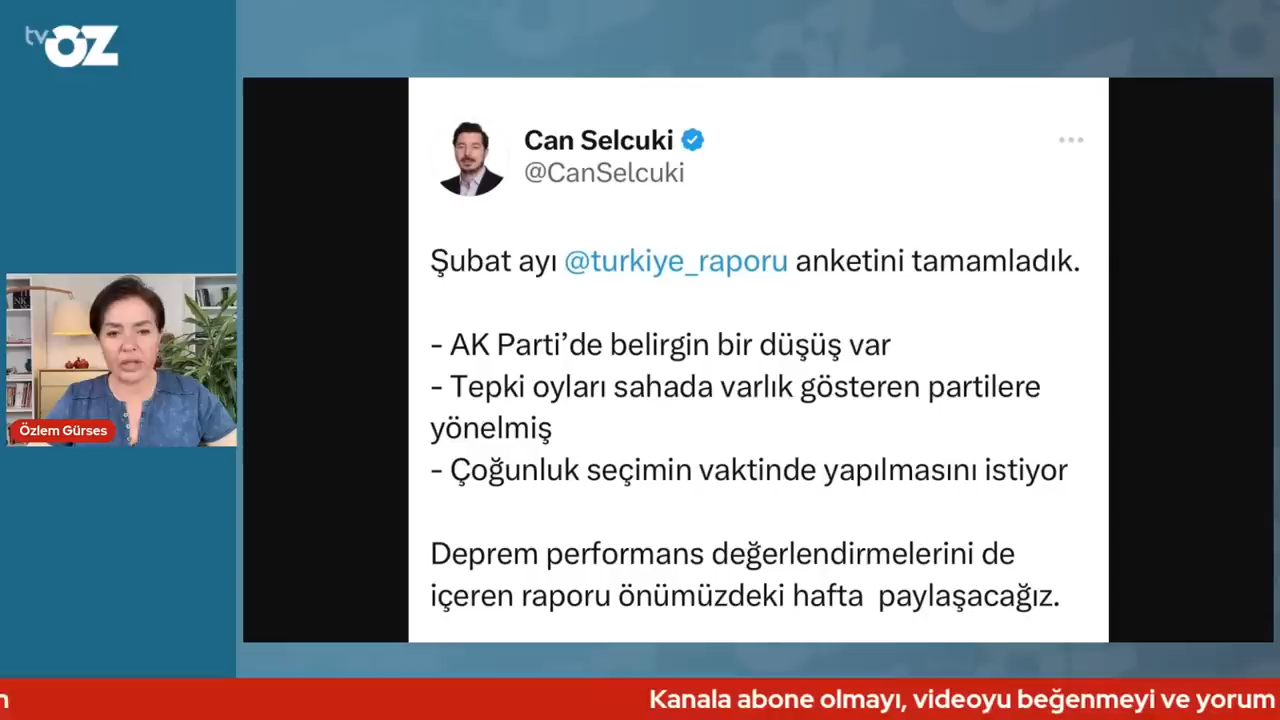 tv ÖZ
Can Selcuki
@CanSelcuki
Şubat ayı @turkiye_raporu anketini tamamladık.
- AK Parti’de belirgin bir düşüş var
- Tepki oyları sahada varlık gösteren partilere
yönelmiş
- Çoğunluk seçimin vaktinde yapılmasını istiyor
Deprem performans değerlendirmelerini de
içeren raporu önümüzdeki hafta  paylaşacağız.
Özlem Gürses
Kanala abone olmayı, videoyu beğenmeyi ve yorum